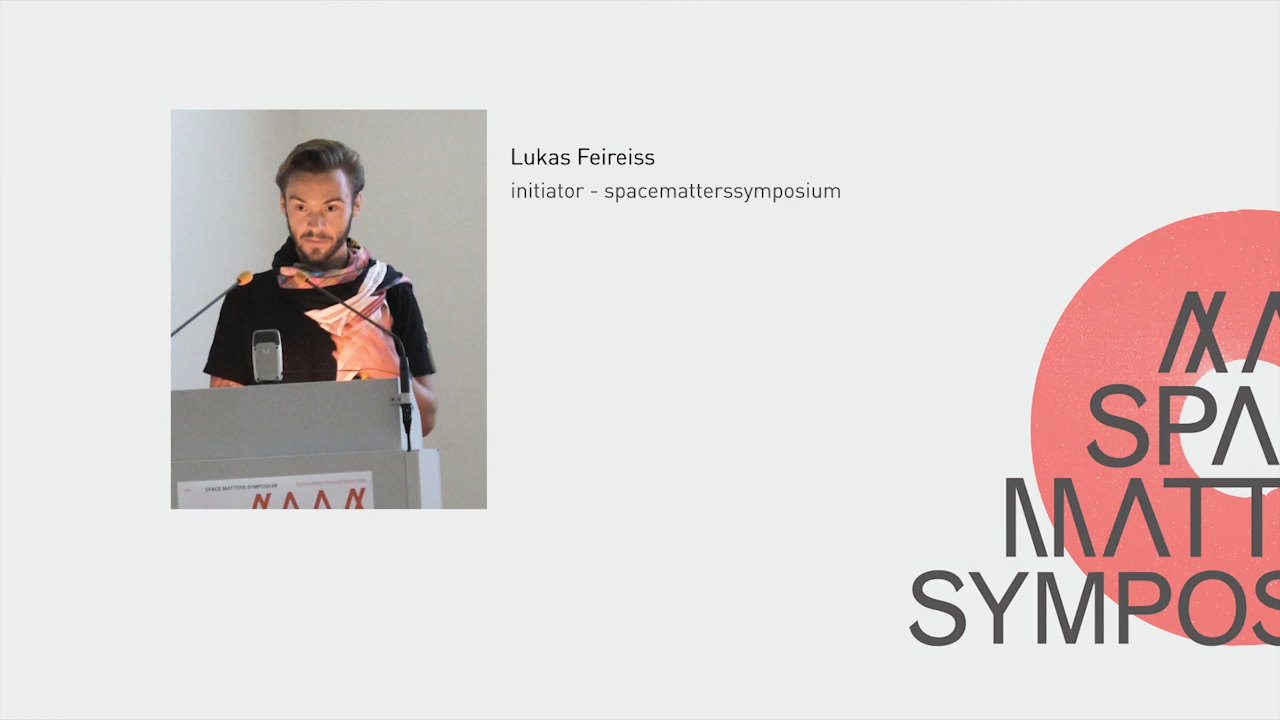 Lukas Feireiss
initiator - spacematterssymposium
SPA
MATT
SYMPOS
SPACE MATTERS SYMPOSIUM